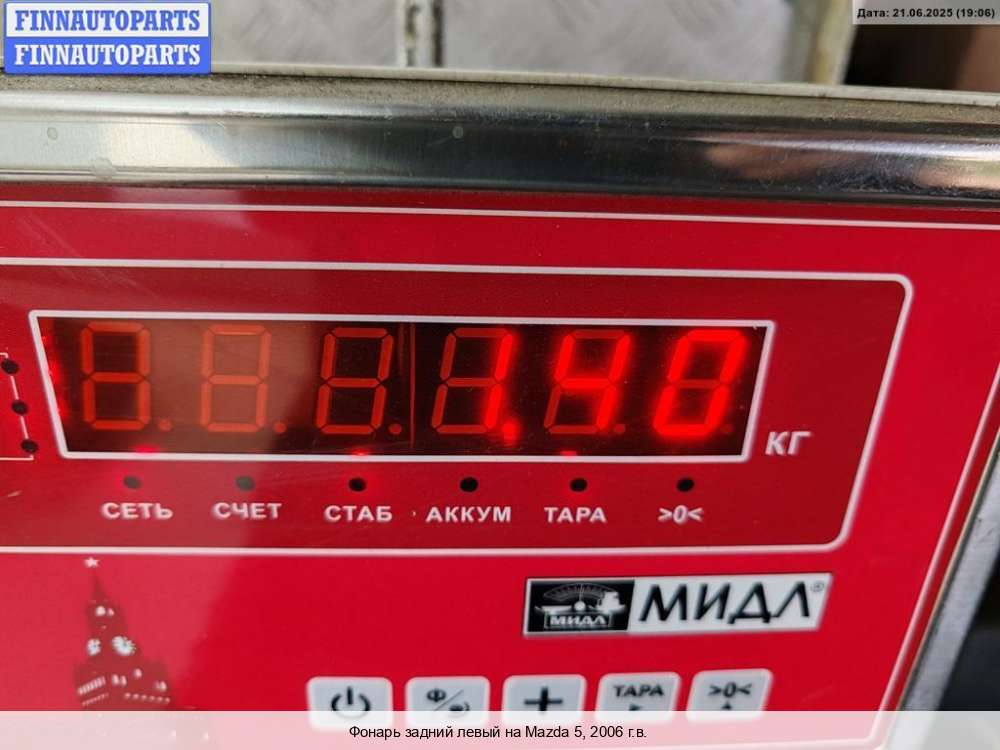 FINNAUTOPARTS
FINNAUTOPARTS
Дата: 21.06.2025 (19:06)
1.40
КГ
СЕТЬ СЧЕТ СТАБ АККУМ ТАРА >0<
МИДЛ МИДЛ®
ТАРА >0<
Фонарь задний левый на Mazda 5, 2006 г.в.